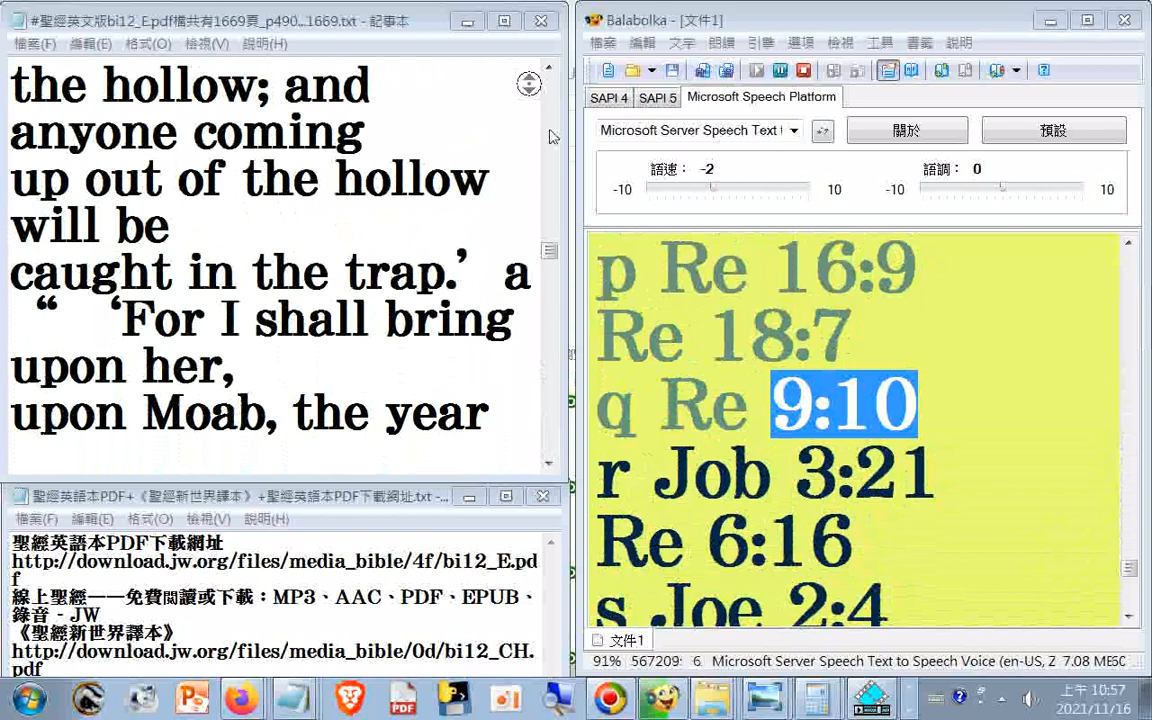 #聖經英文版bi12_E.pdf檔共有1669頁_p490...1669.txt - 記事本
檔案(F) 編輯(E) 格式(O) 檢視(V) 說明(H)
the hollow; and
anyone coming
up out of the hollow
will be
caught in the trap.’ a
“ ‘For I shall bring
upon her,
upon Moab, the year
聖經英語本PDF+《聖經新世界譯本》+聖經英語本PDF下載網址.txt -...
檔案(F) 編輯(E) 格式(O) 檢視(V) 說明(H)
聖經英語本PDF下載網址
http://download.jw.org/files/media_bible/4f/bi12_E.pd
f
線上聖經——免費閱讀或下載：MP3、AAC、PDF、EPUB、
錄音 - JW
《聖經新世界譯本》
http://download.jw.org/files/media_bible/0d/bi12_CH.
pdf
Balabolka - [文件1]
檔案 編輯 文字 朗讀 引擎 選項 檢視 工具 書籤 說明
SAPI 4 SAPI 5 Microsoft Speech Platform
Microsoft Server Speech Text 關於 預設
語速： -2 語調： 0
-10 10 -10 10
p Re 16:9
Re 18:7
q Re 9:10
r Job 3:21
Re 6:16
s Joe 2:4
文件1
91% 567209: 6. Microsoft Server Speech Text to Speech Voice (en-US, Z 7.08 МБ
PDF
上午 10:57
2021/11/16